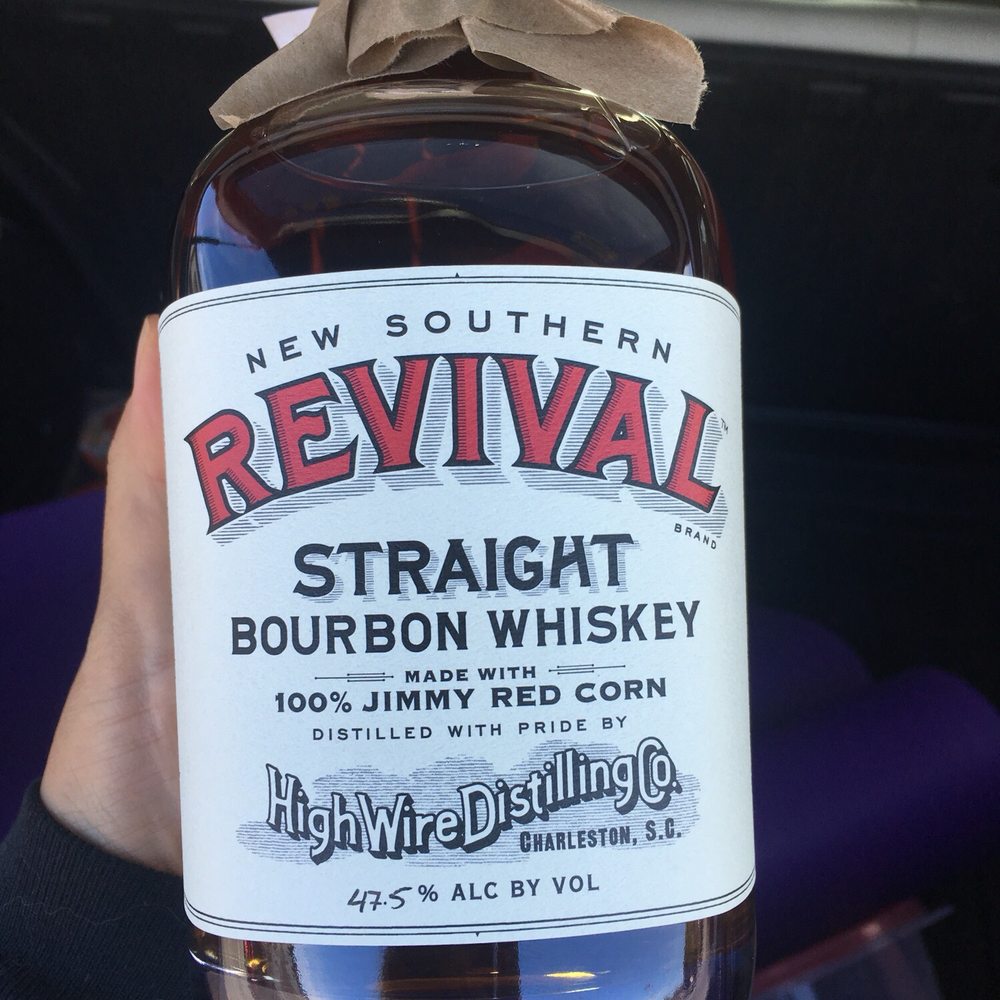 NEW SOUTHERN
REVIVAL™
BRAND
STRAIGHT
BOURBON WHISKEY
MADE WITH
100% JIMMY RED CORN
DISTILLED WITH PRIDE BY
High Wire Distilling Co.
CHARLESTON, S.C.
47.5% ALC BY VOL